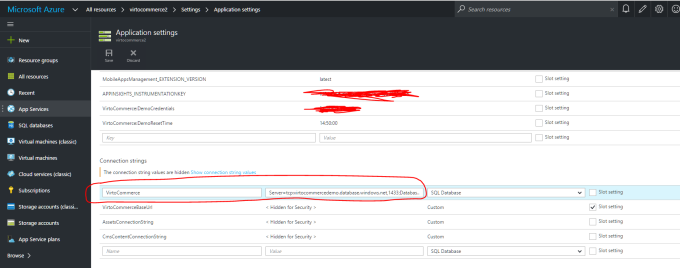 Microsoft Azure
All resources > virtocommerce2 > Settings > Application settings
Search resources
New
Resource groups
All resources
Recent
App Services
SQL databases
Virtual machines (classic)
Virtual machines
Cloud services (classic)
Subscriptions
Storage accounts (classi...
Storage accounts
App Service plans
Browse >
Application settings
virtocommerce2
Save
Discard
MobileAppsManagement_EXTENSION_VERSION latest Slot setting
APPINSIGHTS_INSTRUMENTATIONKEY Slot setting
VirtoCommerce:DemoCredentials Slot setting
VirtoCommerce:DemoResetTime Slot setting
Key Value Slot setting
Connection strings
The connection string values are hidden Show connection string values
VirtoCommerce Server=tcp:virtocommercedemo.database.windows.net,1433;Databas... SQL Database Slot setting
VirtoCommerceBaseUrl < Hidden for Security > Custom Slot setting
AssetsConnectionString < Hidden for Security > Custom Slot setting
CmsContentConnectionString < Hidden for Security > Custom Slot setting
Name Value SQL Database Slot setting